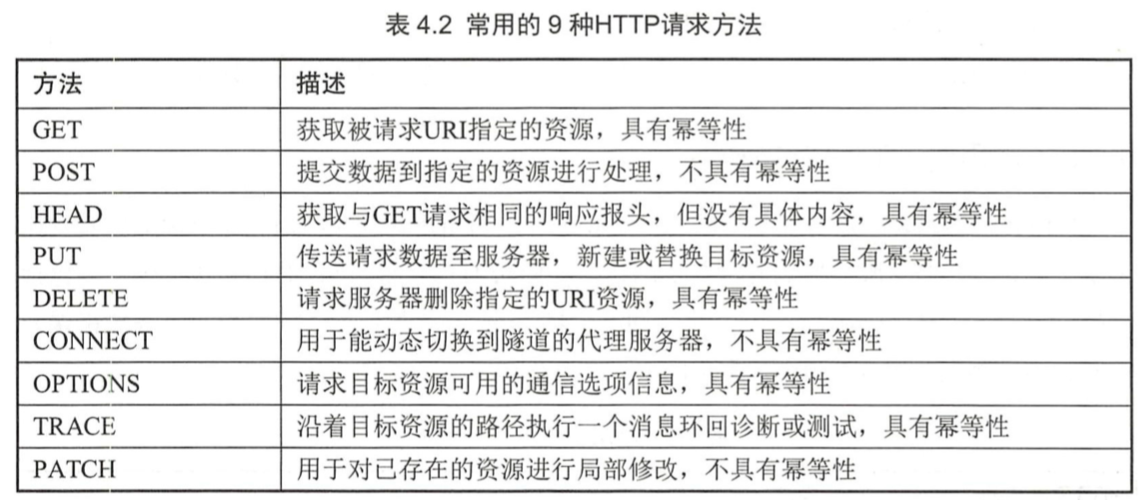 表 4.2 常用的 9 种HTTP请求方法
方法 描述
GET 获取被请求URI指定的资源，具有幂等性
POST 提交数据到指定的资源进行处理，不具有幂等性
HEAD 获取与GET请求相同的响应报头，但没有具体内容，具有幂等性
PUT 传送请求数据至服务器，新建或替换目标资源，具有幂等性
DELETE 请求服务器删除指定的URI资源，具有幂等性
CONNECT 用于能动态切换到隧道的代理服务器，不具有幂等性
OPTIONS 请求目标资源可用的通信选项信息，具有幂等性
TRACE 沿着目标资源的路径执行一个消息环回诊断或测试，具有幂等性
PATCH 用于对已存在的资源进行局部修改，不具有幂等性